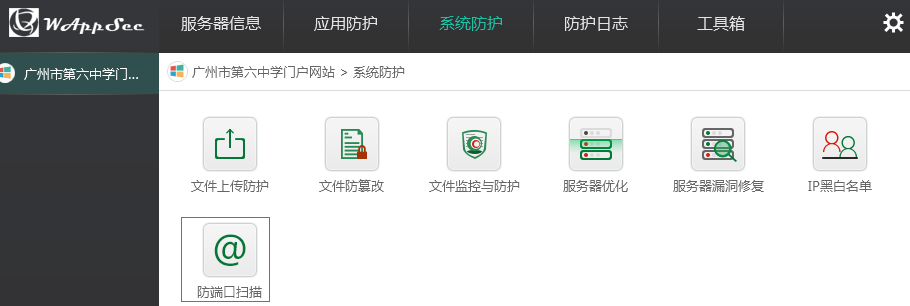 WAppSec
服务器信息 应用防护 系统防护 防护日志 工具箱
广州市第六中学门...
广州市第六中学门户网站 > 系统防护
文件上传防护 文件防篡改 文件监控与防护 服务器优化 服务器漏洞修复 IP黑白名单
@
防端口扫描